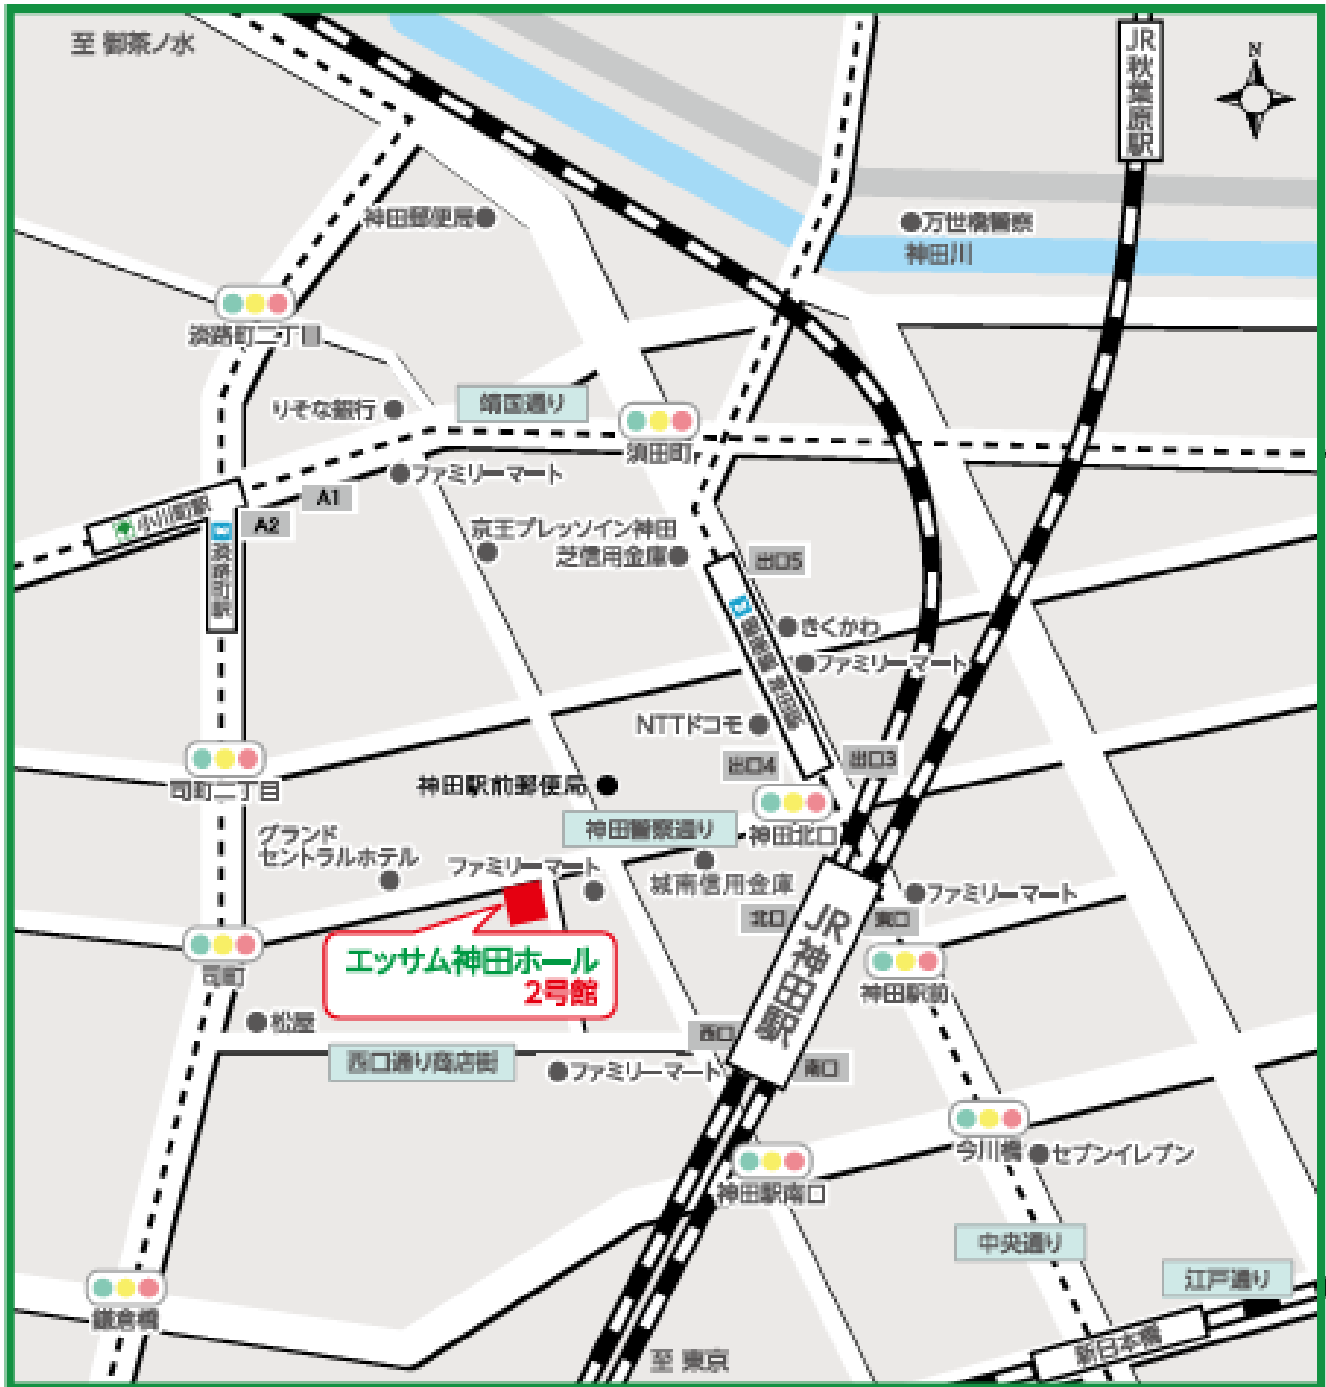 至 御茶ノ水
JR秋葉原駅
N
神田郵便局
万世橋警察
神田川
淡路町二丁目
りそな銀行
靖国通り
須田町
ファミリーマート
小川町駅
A1
A2
淡路町駅
京王プレッソイン神田
芝信用金庫
出口5
きくかわ
ファミリーマート
銀座線 神田駅
NTTドコモ
出口4
出口3
司町二丁目
神田駅前郵便局
神田警察通り
神田北口
グランド
セントラルホテル
ファミリーマート
城南信用金庫
ファミリーマート
北口
東口
JR神田駅
司町
エッサム神田ホール
2号館
神田駅前
松屋
西口
西口通り商店街
ファミリーマート
南口
今川橋
セブンイレブン
神田駅南口
中央通り
江戸通り
鎌倉橋
新日本橋
至 東京